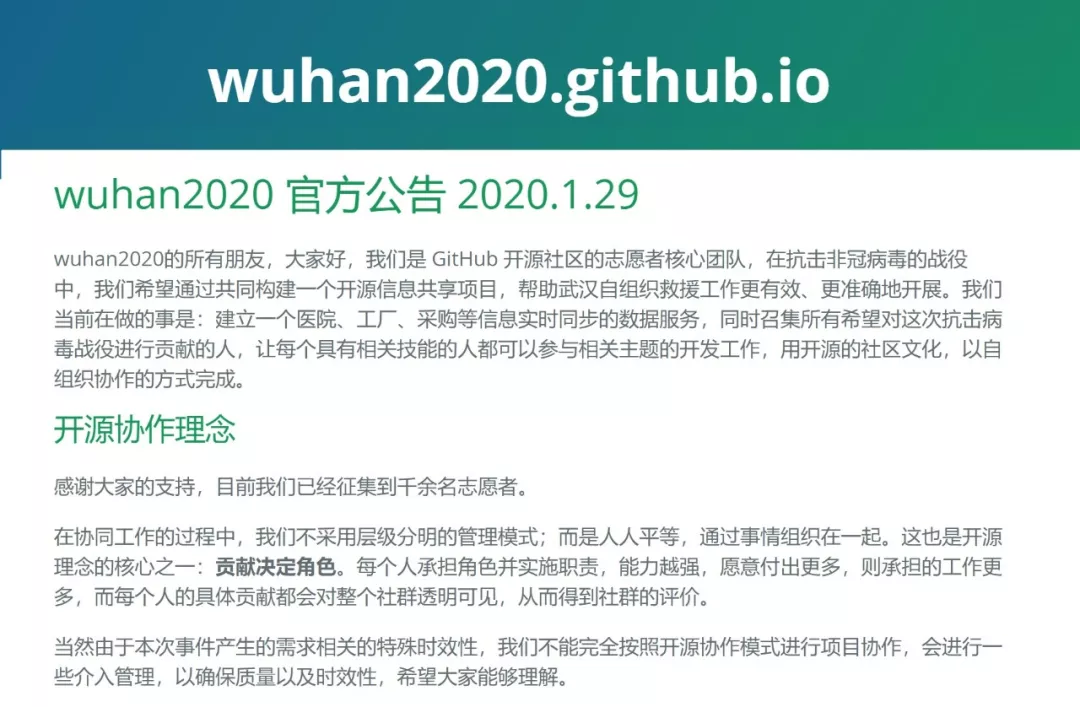 wuhan2020.github.io
wuhan2020 官方公告 2020.1.29
wuhan2020的所有朋友，大家好，我们是 GitHub 开源社区的志愿者核心团队，在抗击非冠病毒的战役
中，我们希望通过共同构建一个开源信息共享项目，帮助武汉自组织救援工作更有效、更准确地开展。我们
当前在做的事是：建立一个医院、工厂、采购等信息实时同步的数据服务，同时召集所有希望对这次抗击病
毒战役进行贡献的人，让每个具有相关技能的人都可以参与相关主题的开发工作，用开源的社区文化，以自
组织协作的方式完成。
开源协作理念
感谢大家的支持，目前我们已经征集到千余名志愿者。
在协同工作的过程中，我们不采用层级分明的管理模式；而是人人平等，通过事情组织在一起。这也是开源
理念的核心之一：贡献决定角色。每个人承担角色并实施职责，能力越强，愿意付出更多，则承担的工作更
多，而每个人的具体贡献都会对整个社群透明可见，从而得到社群的评价。
当然由于本次事件产生的需求相关的特殊时效性，我们不能完全按照开源协作模式进行项目协作，会进行一
些介入管理，以确保质量以及时效性，希望大家能够理解。